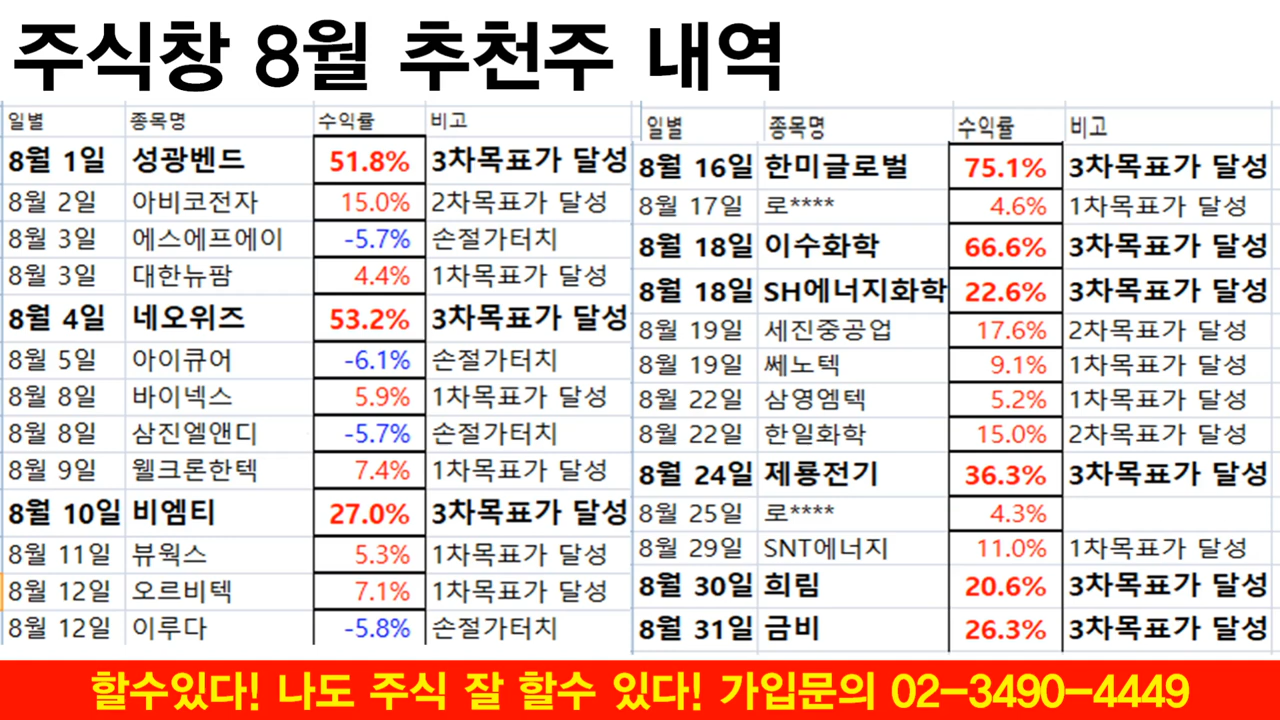 주식창 8월 추천주 내역
일별 종목명 수익률 비고
8월 1일 성광벤드 51.8% 3차목표가 달성
8월 2일 아비코전자 15.0% 2차목표가 달성
8월 3일 에스에프에이 -5.7% 손절가터치
8월 3일 대한뉴팜 4.4% 1차목표가 달성
8월 4일 네오위즈 53.2% 3차목표가 달성
8월 5일 아이큐어 -6.1% 손절가터치
8월 8일 바이넥스 5.9% 1차목표가 달성
8월 8일 삼진엘앤디 -5.7% 손절가터치
8월 9일 웰크론한텍 7.4% 1차목표가 달성
8월 10일 비엠티 27.0% 3차목표가 달성
8월 11일 뷰웍스 5.3% 1차목표가 달성
8월 12일 오르비텍 7.1% 1차목표가 달성
8월 12일 이루다 -5.8% 손절가터치
일별 종목명 수익률 비고
8월 16일 한미글로벌 75.1% 3차목표가 달성
8월 17일 로**** 4.6% 1차목표가 달성
8월 18일 이수화학 66.6% 3차목표가 달성
8월 18일 SH에너지화학 22.6% 3차목표가 달성
8월 19일 세진중공업 17.6% 2차목표가 달성
8월 19일 쎄노텍 9.1% 1차목표가 달성
8월 22일 삼영엠텍 5.2% 1차목표가 달성
8월 22일 한일화학 15.0% 2차목표가 달성
8월 24일 제룡전기 36.3% 3차목표가 달성
8월 25일 로**** 4.3%
8월 29일 SNT에너지 11.0% 1차목표가 달성
8월 30일 희림 20.6% 3차목표가 달성
8월 31일 금비 26.3% 3차목표가 달성
할수있다! 나도 주식 잘 할수 있다! 가입문의 02-3490-4449